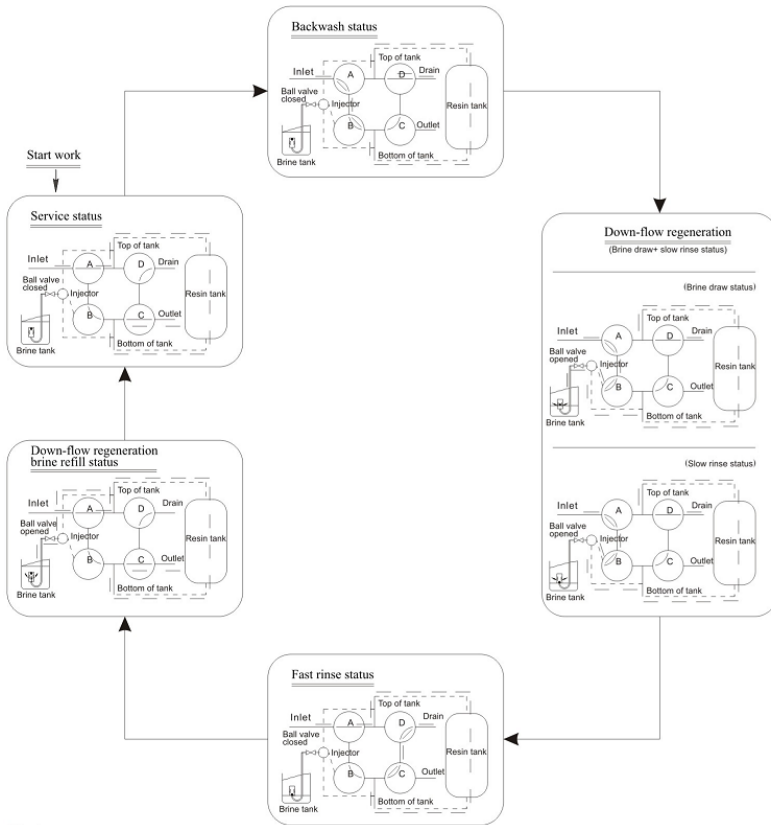 Backwash status
Top of tank
Inlet
A
D
Drain
Ball valve
closed
Injector
Resin tank
B
C
Outlet
Brine tank
Bottom of tank
Start work
Service status
Top of tank
Inlet
A
D
Drain
Ball valve
closed
Injector
Resin tank
B
C
Outlet
Brine tank
Bottom of tank
Down-flow regeneration
(Brine draw+ slow rinse status)
(Brine draw status)
Top of tank
Inlet
A
D
Drain
Ball valve
opened
Injector
Resin tank
B
C
Outlet
Brine tank
Bottom of tank
(Slow rinse status)
Top of tank
Inlet
A
D
Drain
Ball valve
opened
Injector
Resin tank
B
C
Outlet
Brine tank
Bottom of tank
Down-flow regeneration
brine refill status
Top of tank
Inlet
A
D
Drain
Ball valve
opened
Injector
Resin tank
B
C
Outlet
Brine tank
Bottom of tank
Fast rinse status
Top of tank
Inlet
A
D
Drain
Ball valve
closed
Injector
Resin tank
B
C
Outlet
Brine tank
Bottom of tank